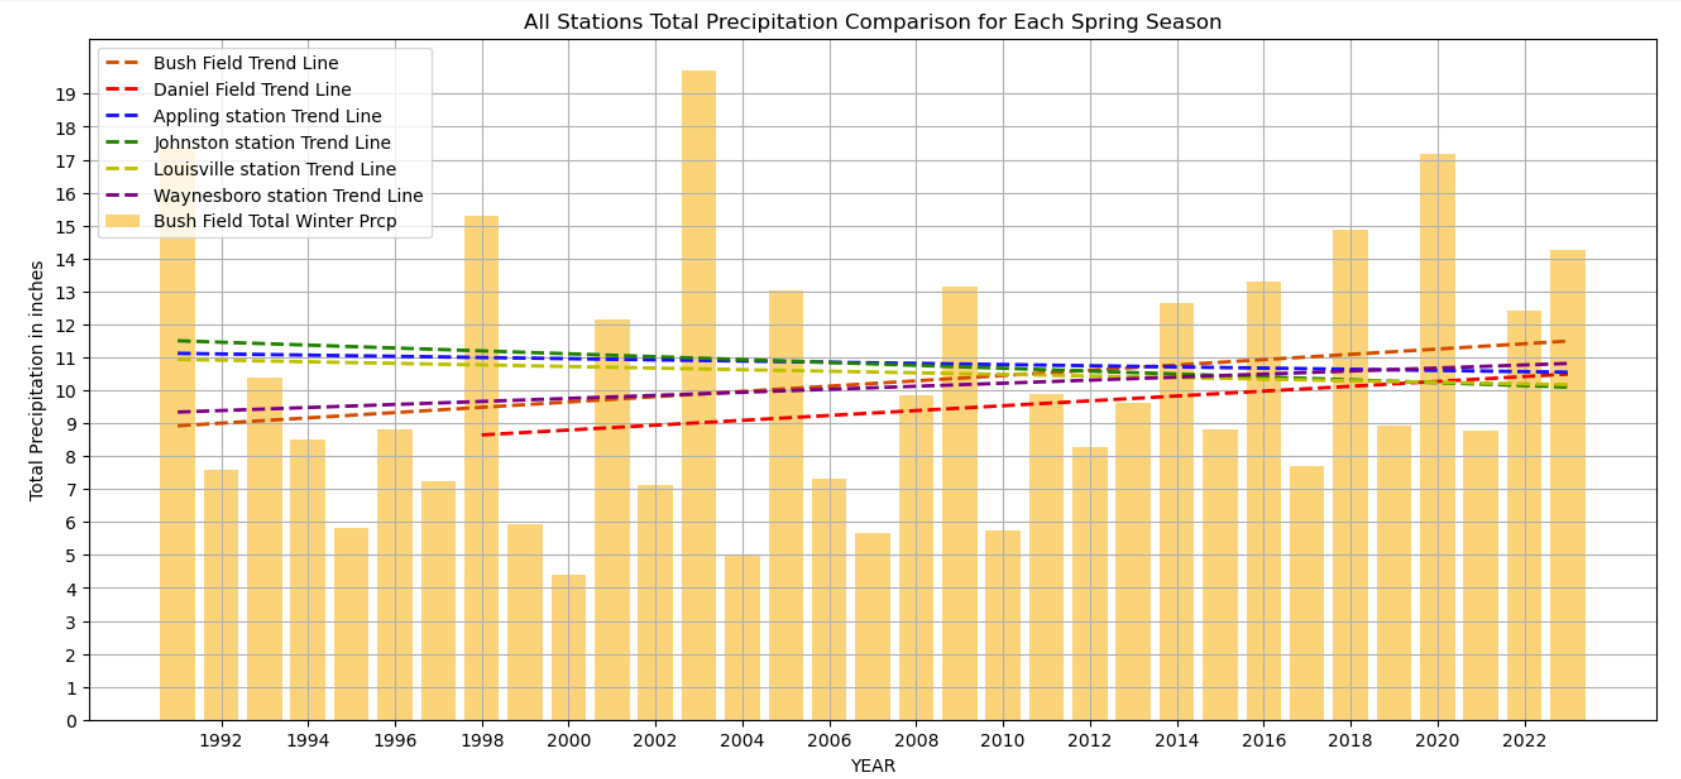 All Stations Total Precipitation Comparison for Each Spring Season
Bush Field Trend Line
Daniel Field Trend Line
Appling station Trend Line
Johnston station Trend Line
Louisville station Trend Line
Waynesboro station Trend Line
Bush Field Total Winter Prcp
Total Precipitation in inches
19
18
17
16
15
14
13
12
11
10
9
8
7
6
5
4
3
2
1
0
1992 1994 1996 1998 2000 2002 2004 2006 2008 2010 2012 2014 2016 2018 2020 2022
YEAR